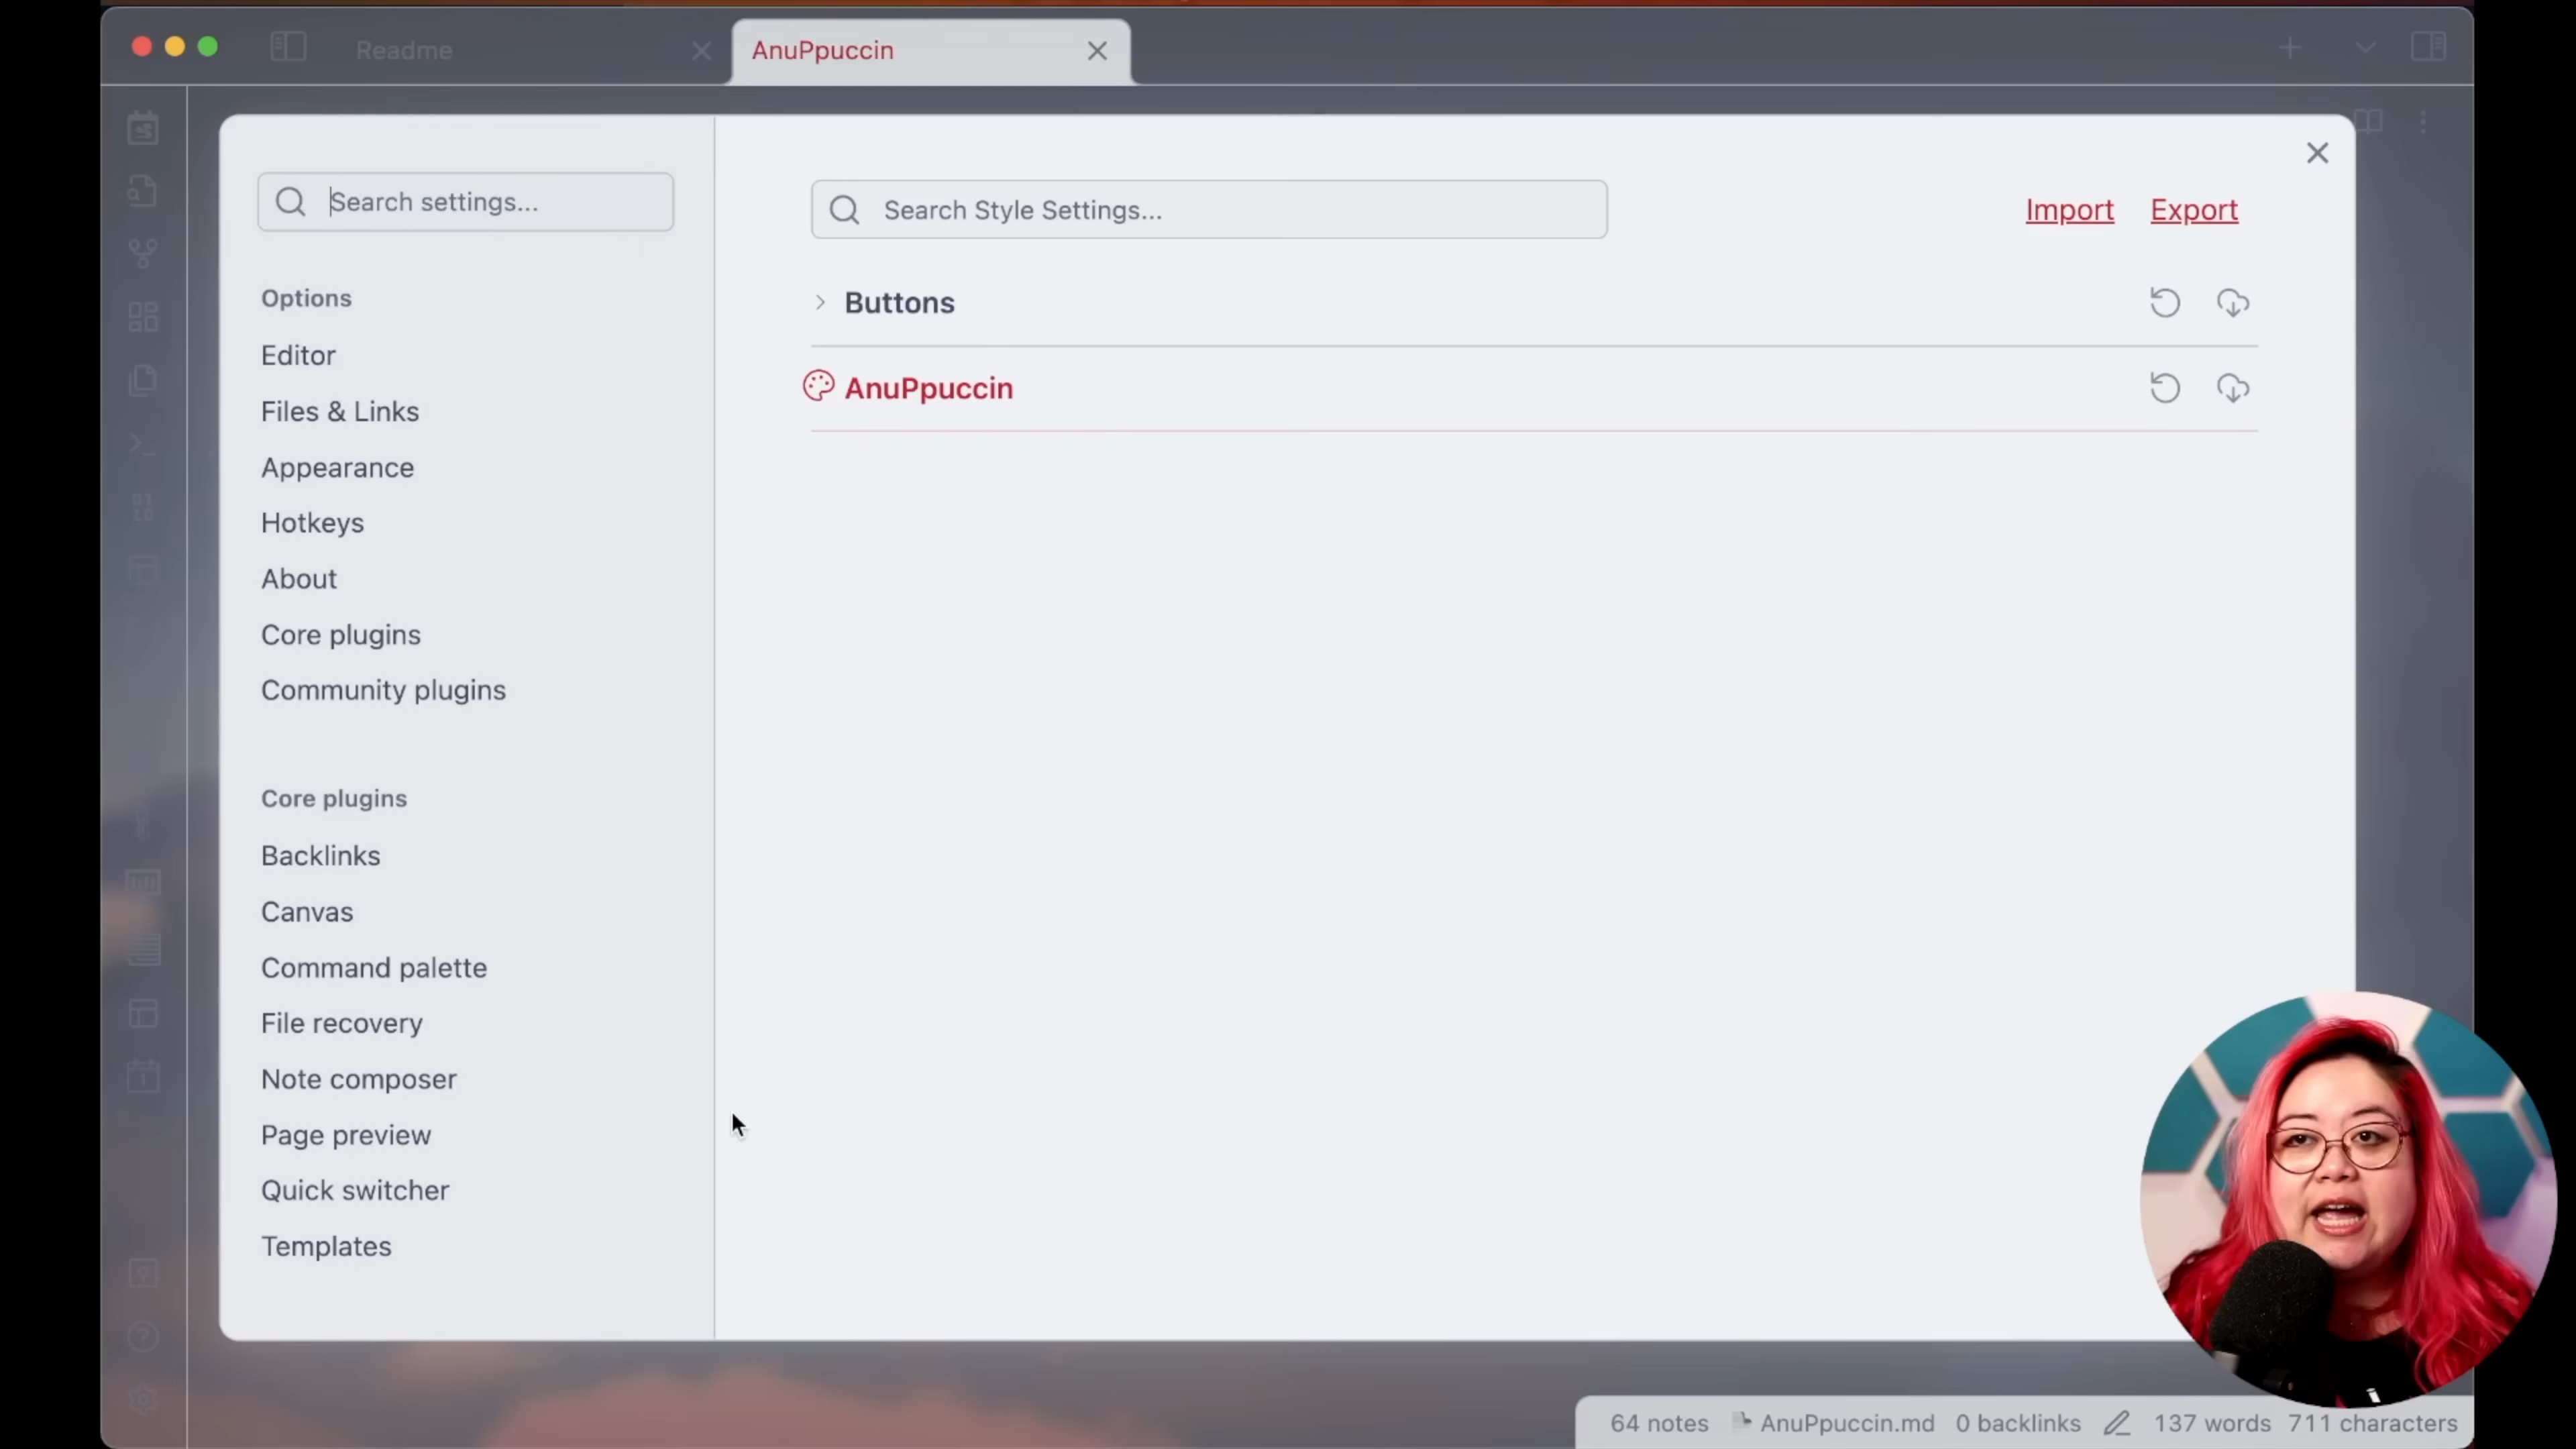 Readme
AnuPpuccin
Search settings...
Options
Editor
Files & Links
Appearance
Hotkeys
About
Core plugins
Community plugins
Core plugins
Backlinks
Canvas
Command palette
File recovery
Note composer
Page preview
Quick switcher
Templates
Search Style Settings...
Import Export
Buttons
AnuPpuccin
64 notes AnuPpuccin.md 0 backlinks 137 words 711 characters